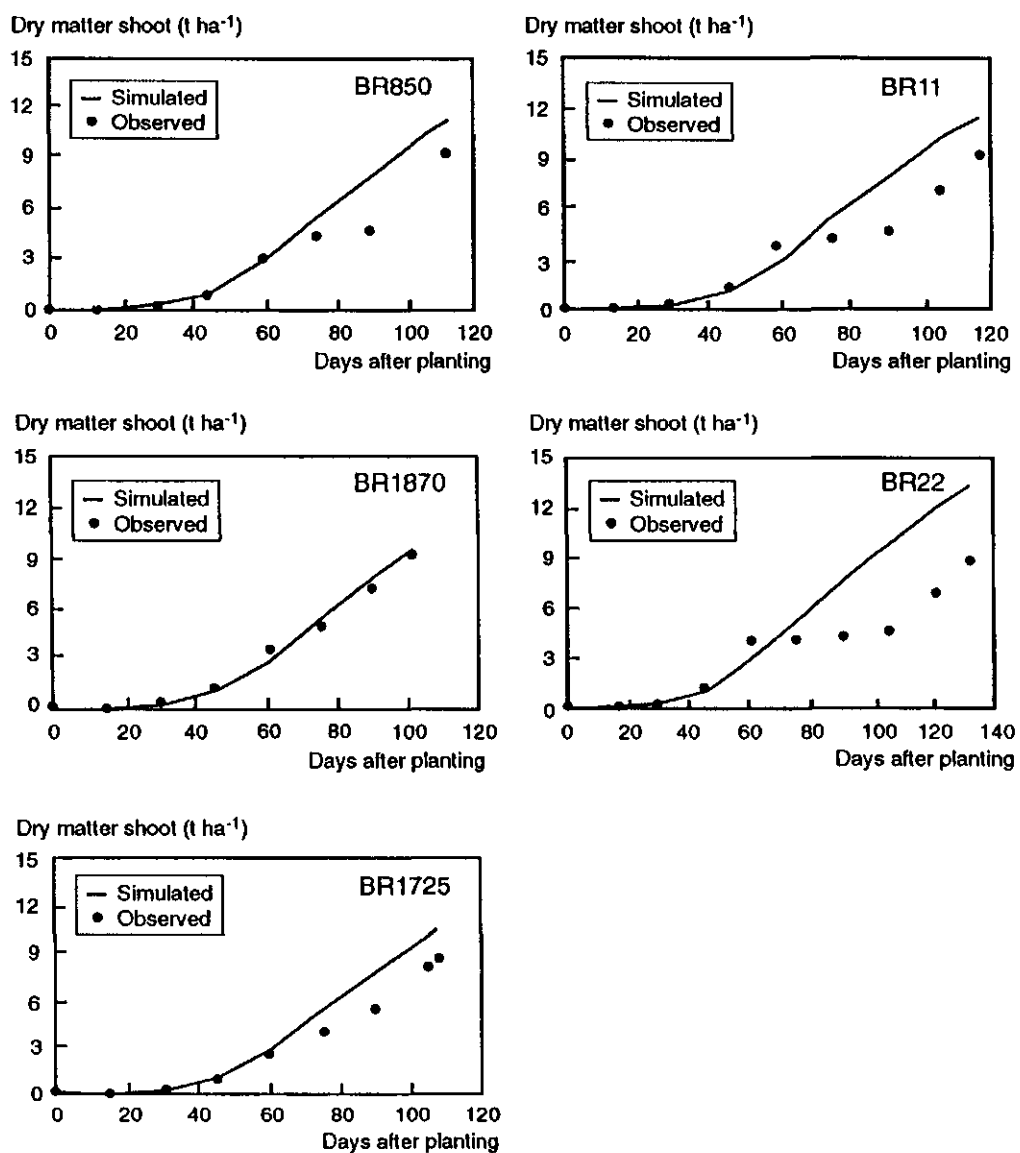 Dry matter shoot (t ha⁻¹)
15
12
9
6
3
0
BR850
Simulated
Observed
0 20 40 60 80 100 120
Days after planting
Dry matter shoot (t ha⁻¹)
15
12
9
6
3
0
BR11
Simulated
Observed
0 20 40 60 80 100 120
Days after planting
Dry matter shoot (t ha⁻¹)
15
12
9
6
3
0
BR1870
Simulated
Observed
0 20 40 60 80 100 120
Days after planting
Dry matter shoot (t ha⁻¹)
15
12
9
6
3
0
BR22
Simulated
Observed
0 20 40 60 80 100 120 140
Days after planting
Dry matter shoot (t ha⁻¹)
15
12
9
6
3
0
BR1725
Simulated
Observed
0 20 40 60 80 100 120
Days after planting